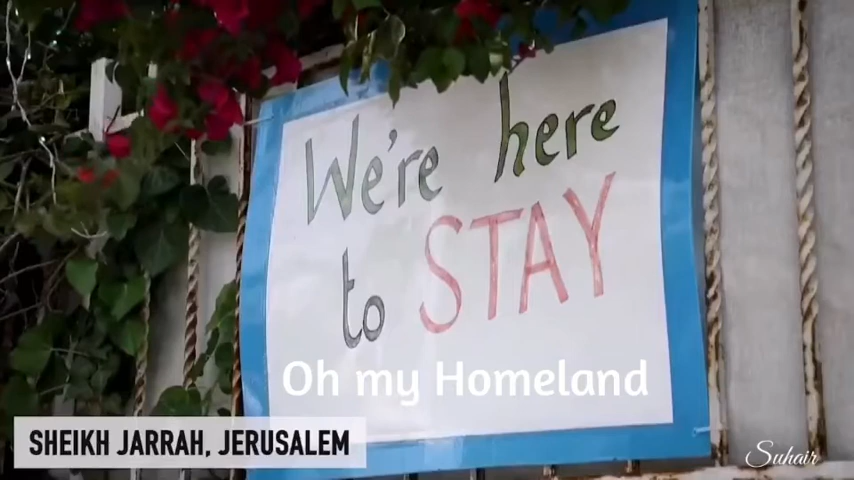 We're here
to STAY
Oh my Homeland
SHEIKH JARRAH, JERUSALEM
Suhair